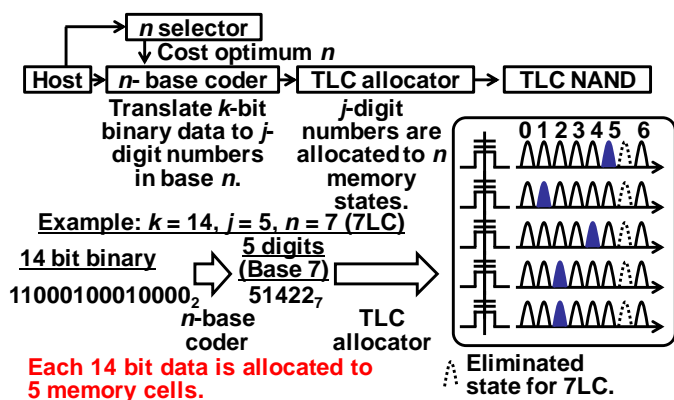 n selector
Cost optimum n
Host
n- base coder
TLC allocator
TLC NAND
Translate k-bit
binary data to j-
digit numbers
in base n.
j-digit
numbers are
allocated to n
memory
states.
0 1 2 3 4 5 6
Example: k = 14, j = 5, n = 7 (7LC)
14 bit binary
11000100010000₂
5 digits
(Base 7)
51422₇
n-base
coder
TLC
allocator
Each 14 bit data is allocated to
5 memory cells.
Eliminated
state for 7LC.